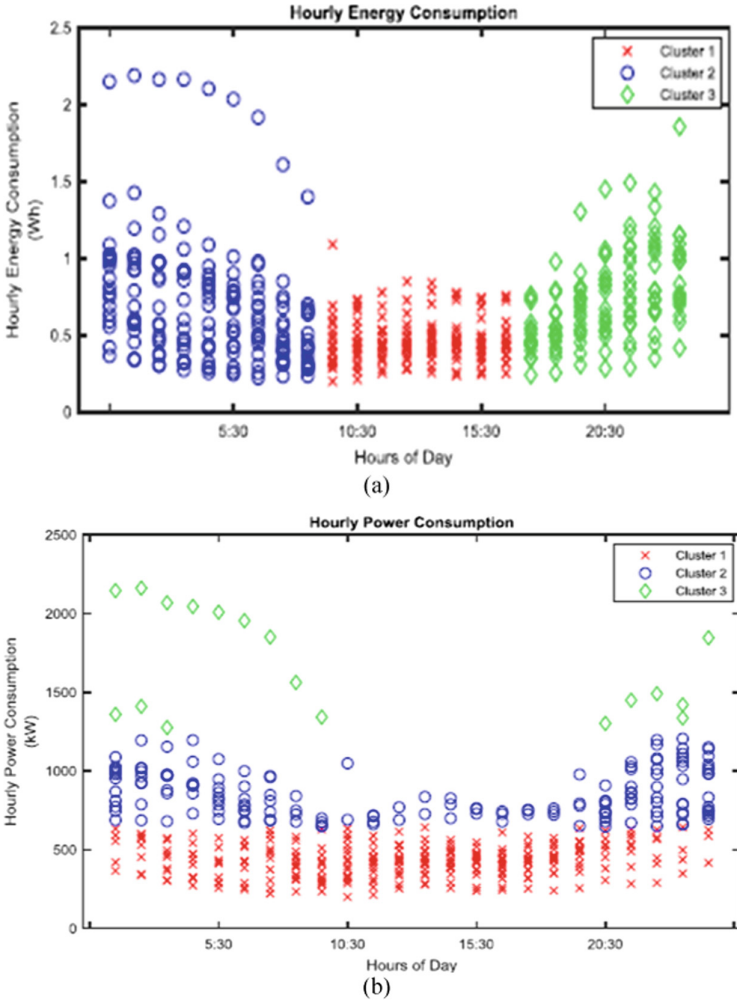 Hourly Energy Consumption
2.5
Cluster 1
Cluster 2
Cluster 3
2
1.5
1
0.5
0
Hourly Energy Consumption
(Wh)
5:30
10:30
15:30
20:30
Hours of Day
(a)
Hourly Power Consumption
2500
Cluster 1
Cluster 2
Cluster 3
2000
1500
1000
500
0
Hourly Power Consumption
(kW)
5:30
10:30
15:30
20:30
Hours of Day
(b)